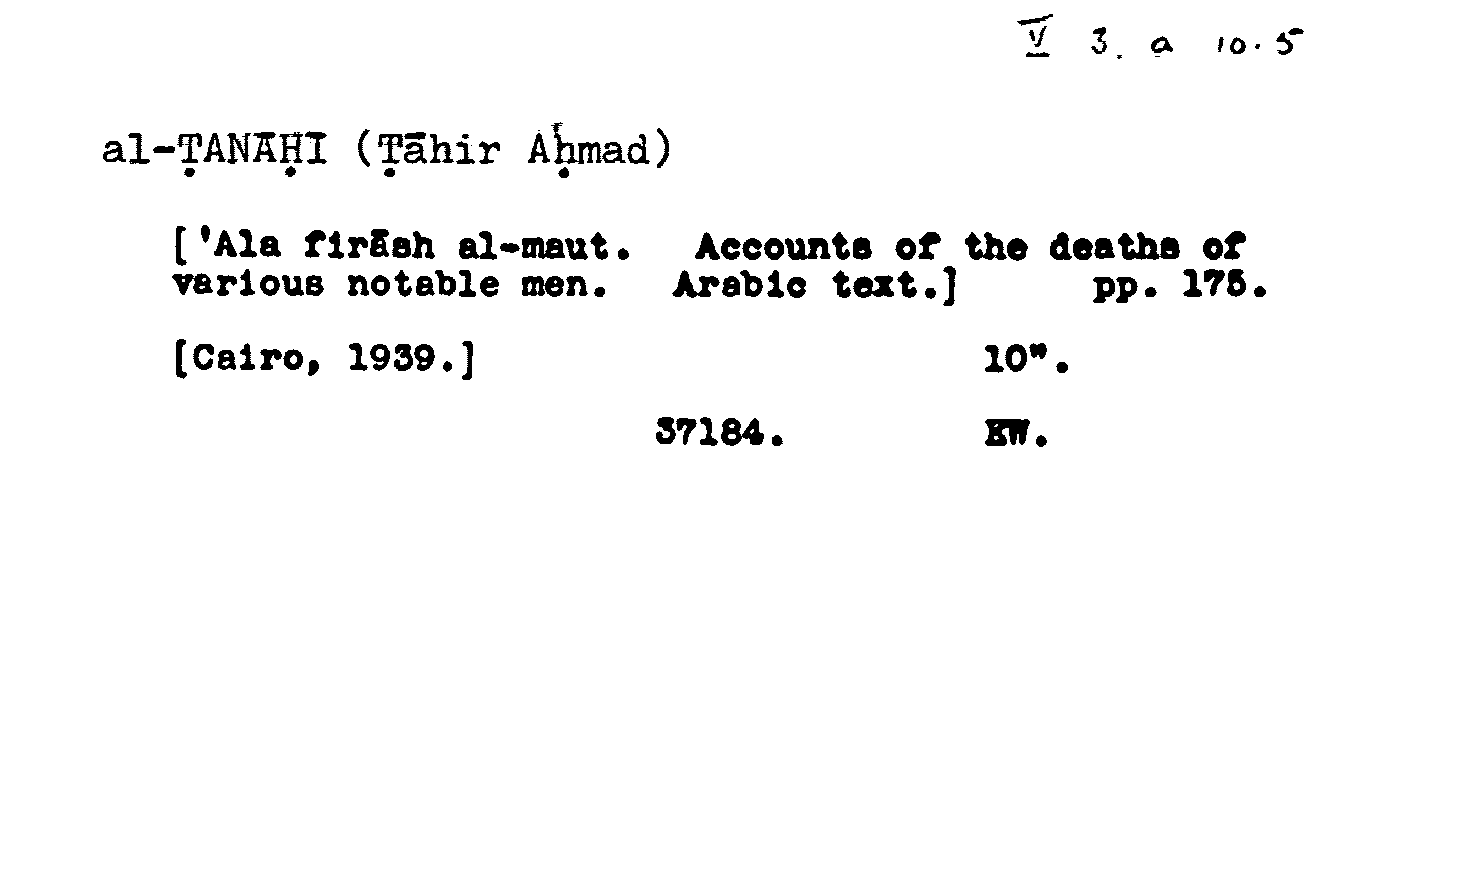 V 3. a 10.5
al-ṬANĀḤĪ (Ṭāhir Aḥmad)
['Ala firāsh al-maut. Accounts of the deaths of
various notable men. Arabic text.] pp. 175.
[Cairo, 1939.] 10".
37184. EW.